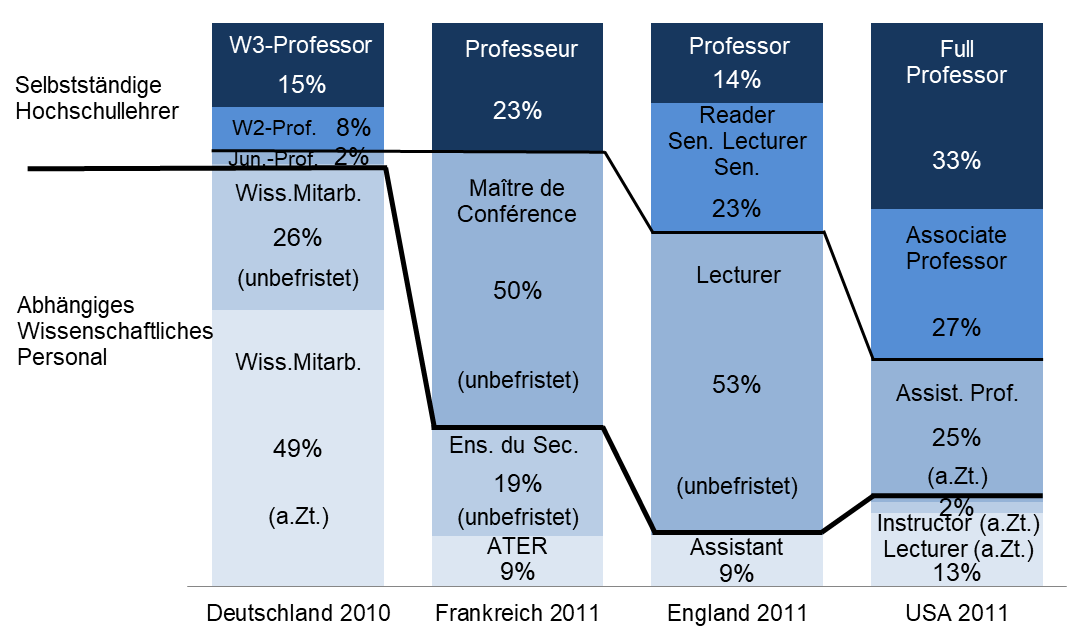 Selbstständige
Hochschullehrer
Abhängiges
Wissenschaftliches
Personal
W3-Professor
15%
W2-Prof. 8%
Jun.-Prof. 2%
Wiss.Mitarb.
26%
(unbefristet)
Wiss.Mitarb.
49%
(a.Zt.)
Deutschland 2010
Professeur
23%
Maître de
Conférence
50%
(unbefristet)
Ens. du Sec.
19%
(unbefristet)
ATER
9%
Frankreich 2011
Professor
14%
Reader
Sen. Lecturer
Sen.
23%
Lecturer
53%
(unbefristet)
Assistant
9%
England 2011
Full
Professor
33%
Associate
Professor
27%
Assist. Prof.
25%
(a.Zt.)
2%
Instructor (a.Zt.)
Lecturer (a.Zt.)
13%
USA 2011